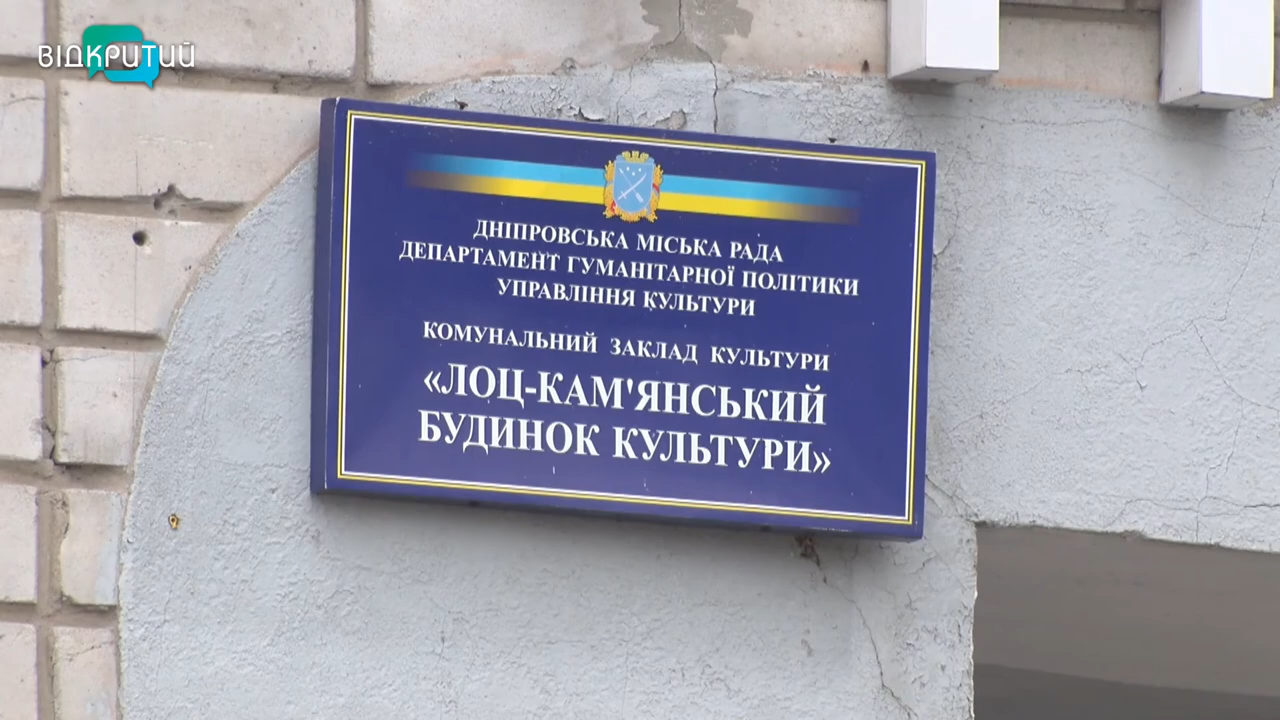 ВІДКРИТИЙ
ДНІПРОВСЬКА МІСЬКА РАДА
ДЕПАРТАМЕНТ ГУМАНІТАРНОЇ ПОЛІТИКИ
УПРАВЛІННЯ КУЛЬТУРИ
КОМУНАЛЬНИЙ ЗАКЛАД КУЛЬТУРИ
«ЛОЦ-КАМ'ЯНСЬКИЙ
БУДИНОК КУЛЬТУРИ»